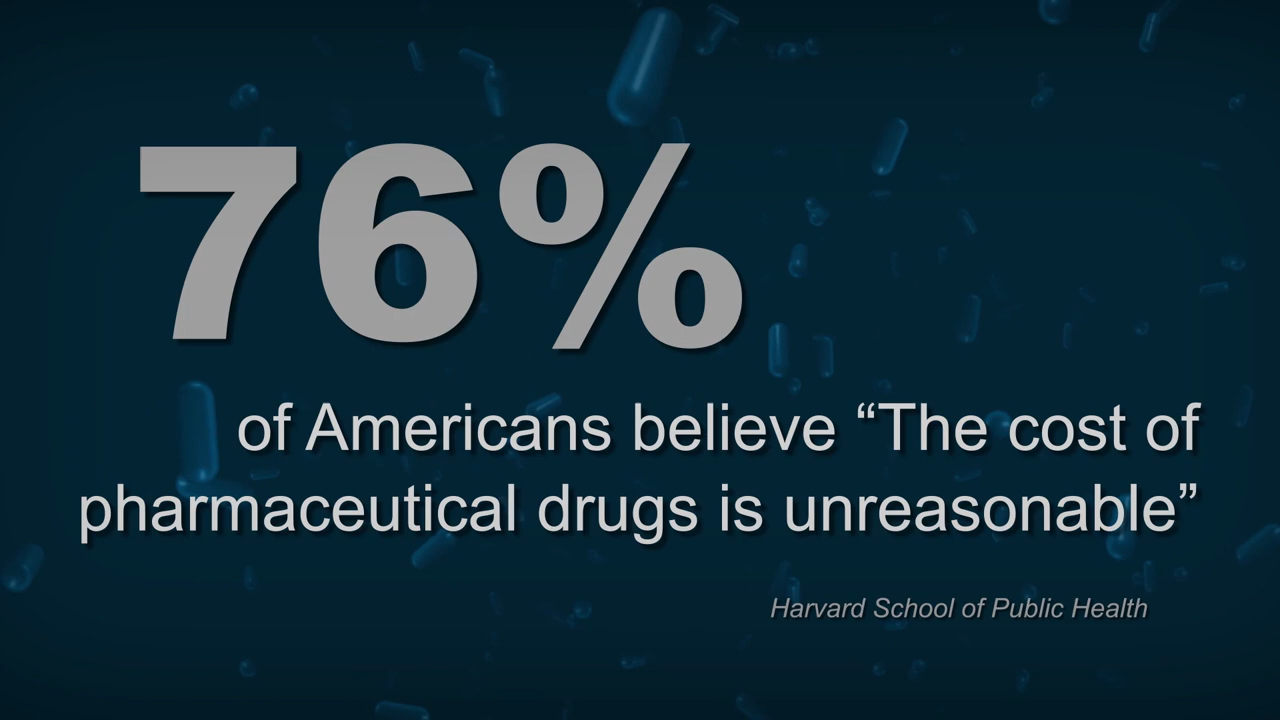 76%
of Americans believe “The cost of
pharmaceutical drugs is unreasonable”
Harvard School of Public Health